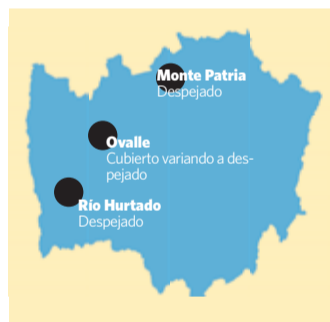 Monte Patria
Despejado
Ovalle
Cubierto variando a des-
pejado
Río Hurtado
Despejado